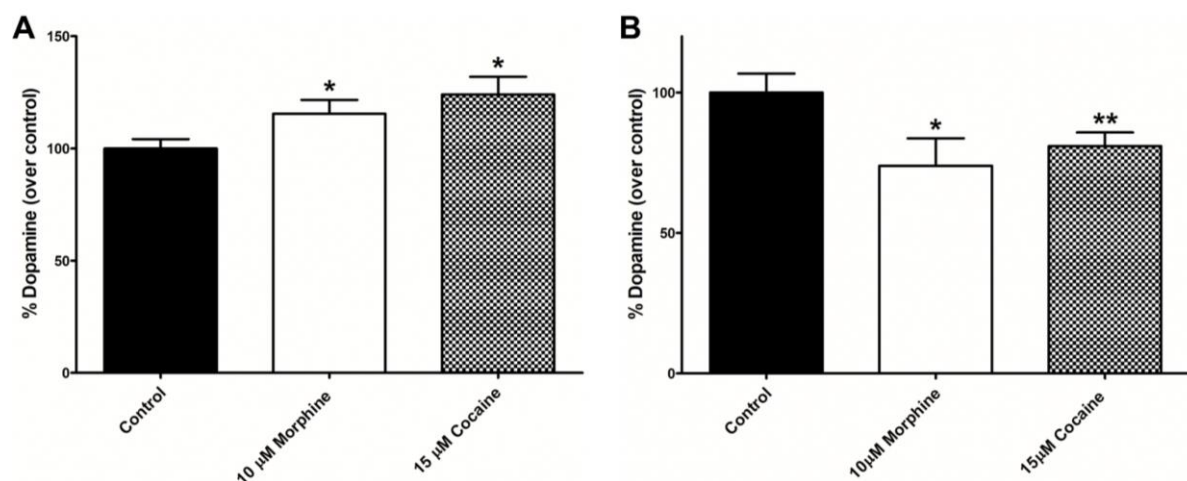 A
% Dopamine (over control)
150
100
50
0
*
*
Control
10 µM Morphine
15 µM Cocaine
B
% Dopamine (over control)
100
50
0
*
**
Control
10µM Morphine
15µM Cocaine